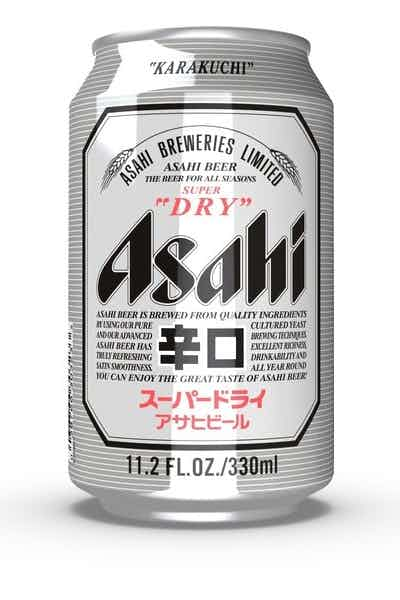 "KARAKUCHI"
ASAHI BREWERIES LIMITED
ASAHI BEER
THE BEER FOR ALL SEASONS
SUPER
"DRY"
Asahi
ASAHI BEER IS BREWED FROM QUALITY INGREDIENTS
BY USING OUR PURE CULTURED YEAST
AND OUR ADVANCED BREWING TECHNIQUES.
ASAHI BEER HAS EXCELLENT RICHNESS,
TRULY REFRESHING DRINKABILITY AND
SATIN SMOOTHNESS. ALL YEAR ROUND
辛口
YOU CAN ENJOY THE GREAT TASTE OF ASAHI BEER!
スーパードライ
アサヒビール
11.2 FL.OZ./330ml